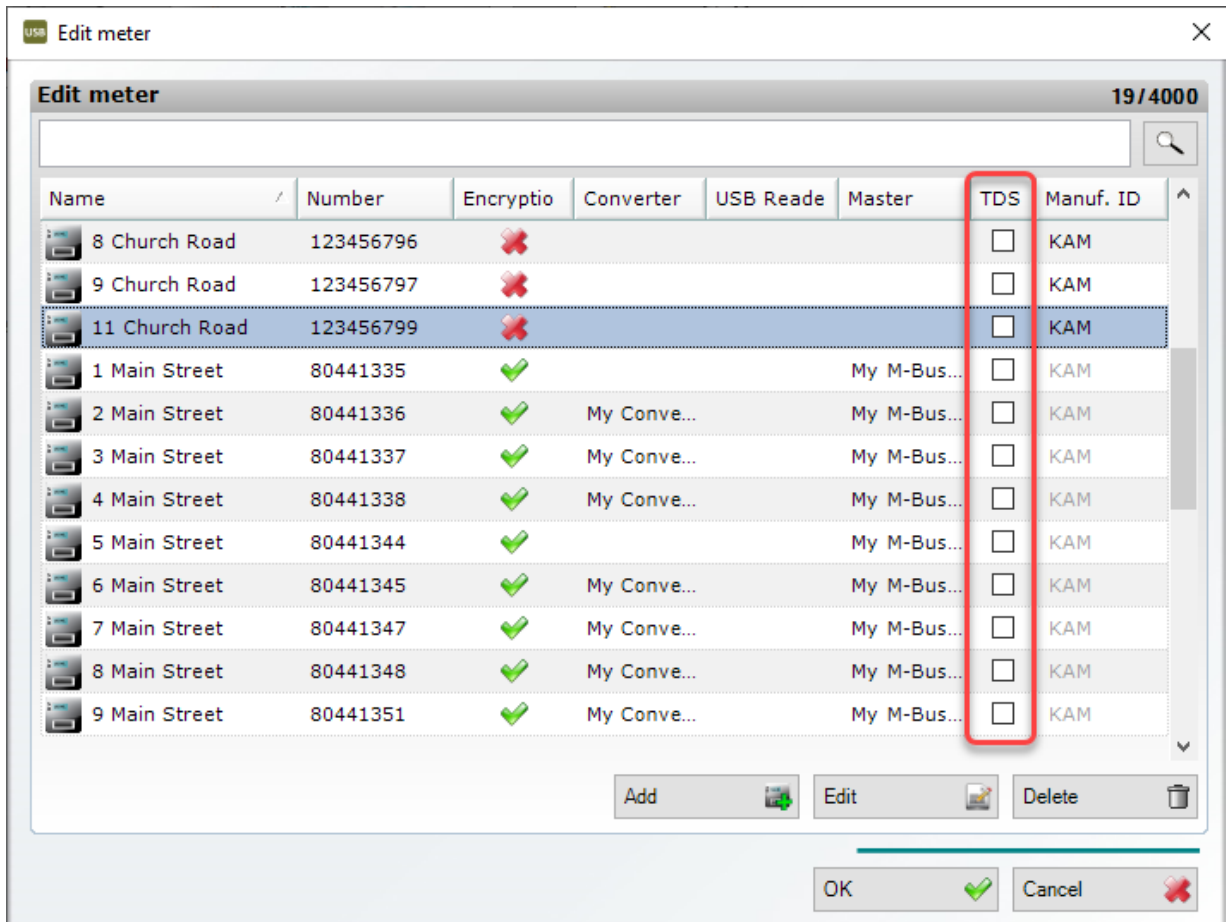 USB Edit meter
Edit meter 19/4000
Name Number Encryptio Converter USB Reade Master TDS Manuf. ID
8 Church Road 123456796 KAM
9 Church Road 123456797 KAM
11 Church Road 123456799 KAM
1 Main Street 80441335 My M-Bus... KAM
2 Main Street 80441336 My Conve... My M-Bus... KAM
3 Main Street 80441337 My Conve... My M-Bus... KAM
4 Main Street 80441338 My Conve... My M-Bus... KAM
5 Main Street 80441344 My M-Bus... KAM
6 Main Street 80441345 My Conve... My M-Bus... KAM
7 Main Street 80441347 My Conve... My M-Bus... KAM
8 Main Street 80441348 My Conve... My M-Bus... KAM
9 Main Street 80441351 My Conve... My M-Bus... KAM
Add Edit Delete
OK Cancel